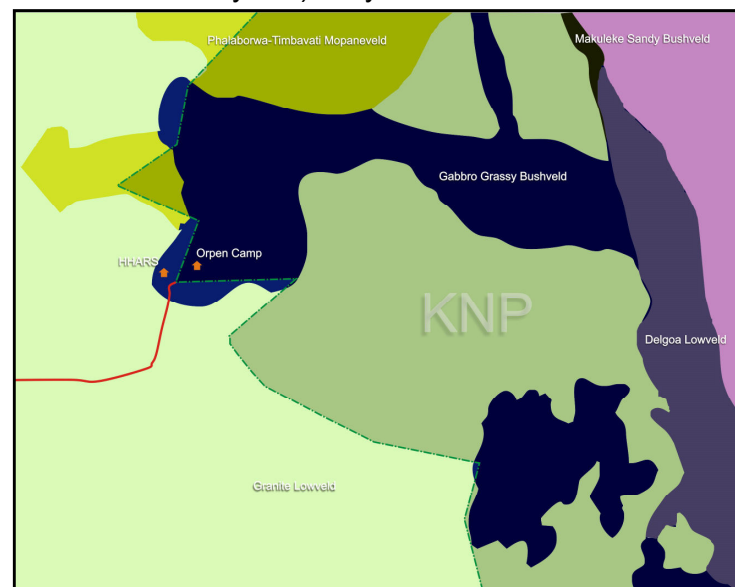 Phalaborwa-Timbavati Mopaneveld
Makuleke Sandy Bushveld
Gabbro Grassy Bushveld
Orpen Camp
HHARS
KNP
Delgoa Lowveld
Granite Lowveld